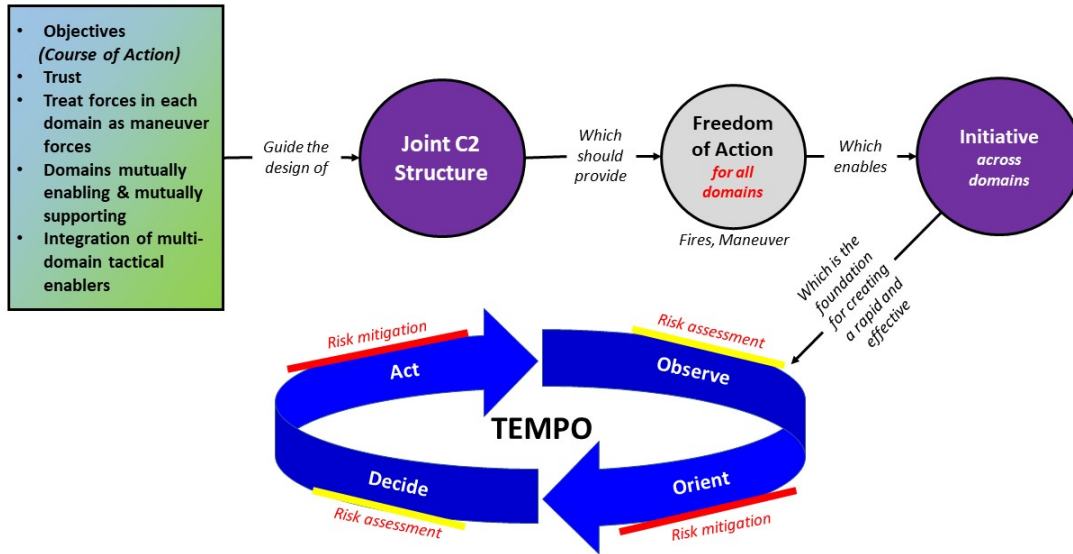 • Objectives
(Course of Action)
• Trust
• Treat forces in each
domain as maneuver
forces
• Domains mutually
enabling & mutually
supporting
• Integration of multi-
domain tactical
enablers
Guide the
design of
Joint C2
Structure
Which
should
provide
Freedom
of Action
for all
domains
Fires, Maneuver
Which
enables
Initiative
across
domains
Which is the
foundation
for creating
a rapid and
effective
Risk mitigation
Act
Risk assessment
Observe
TEMPO
Decide
Risk assessment
Orient
Risk mitigation